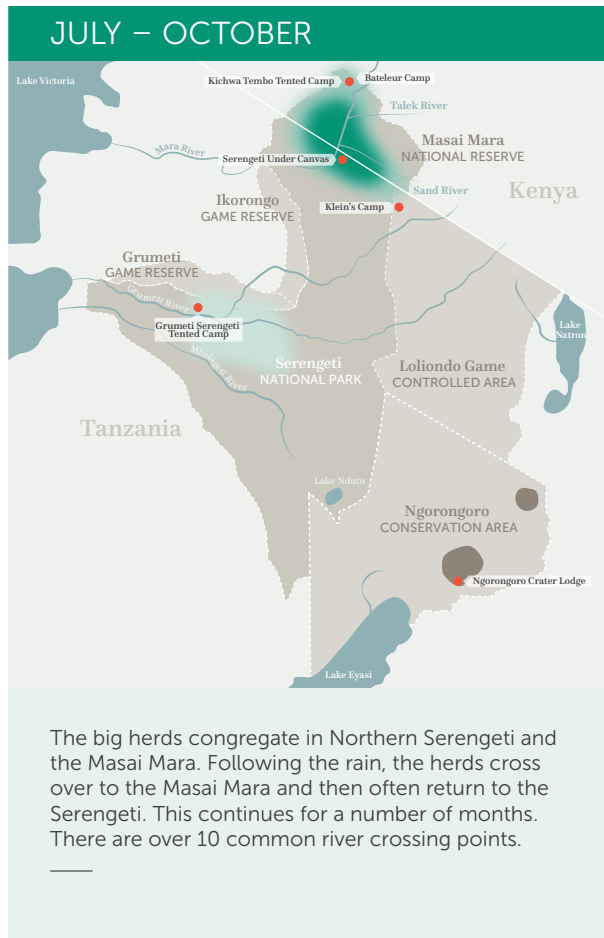 JULY – OCTOBER
Lake Victoria
Kichwa Tembo Tented Camp
Bateleur Camp
Talek River
Mara River
Masai Mara
NATIONAL RESERVE
Serengeti Under Canvas
Sand River
Kenya
Ikorongo
GAME RESERVE
Klein's Camp
Grumeti
GAME RESERVE
Grumeti River
Grumeti Serengeti
Tented Camp
Lake
Natron
Mbalageti River
Serengeti
NATIONAL PARK
Loliondo Game
CONTROLLED AREA
Tanzania
Lake Ndutu
Ngorongoro
CONSERVATION AREA
Ngorongoro Crater Lodge
Lake Eyasi
The big herds congregate in Northern Serengeti and
the Masai Mara. Following the rain, the herds cross
over to the Masai Mara and then often return to the
Serengeti. This continues for a number of months.
There are over 10 common river crossing points.